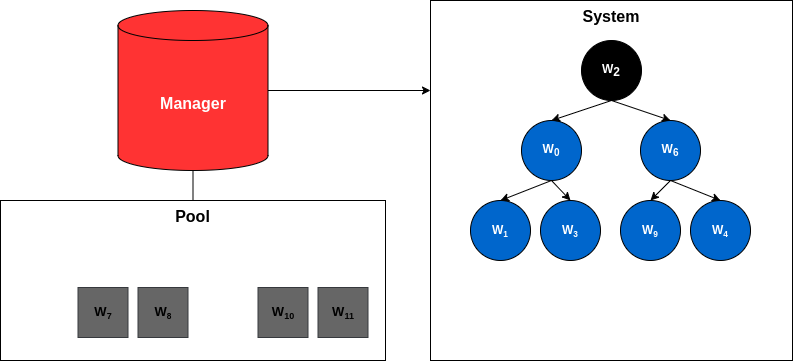 System
Manager
W₂
W₀ W₆
W₁ W₃ W₉ W₄
Pool
W₇ W₈ W₁₀ W₁₁